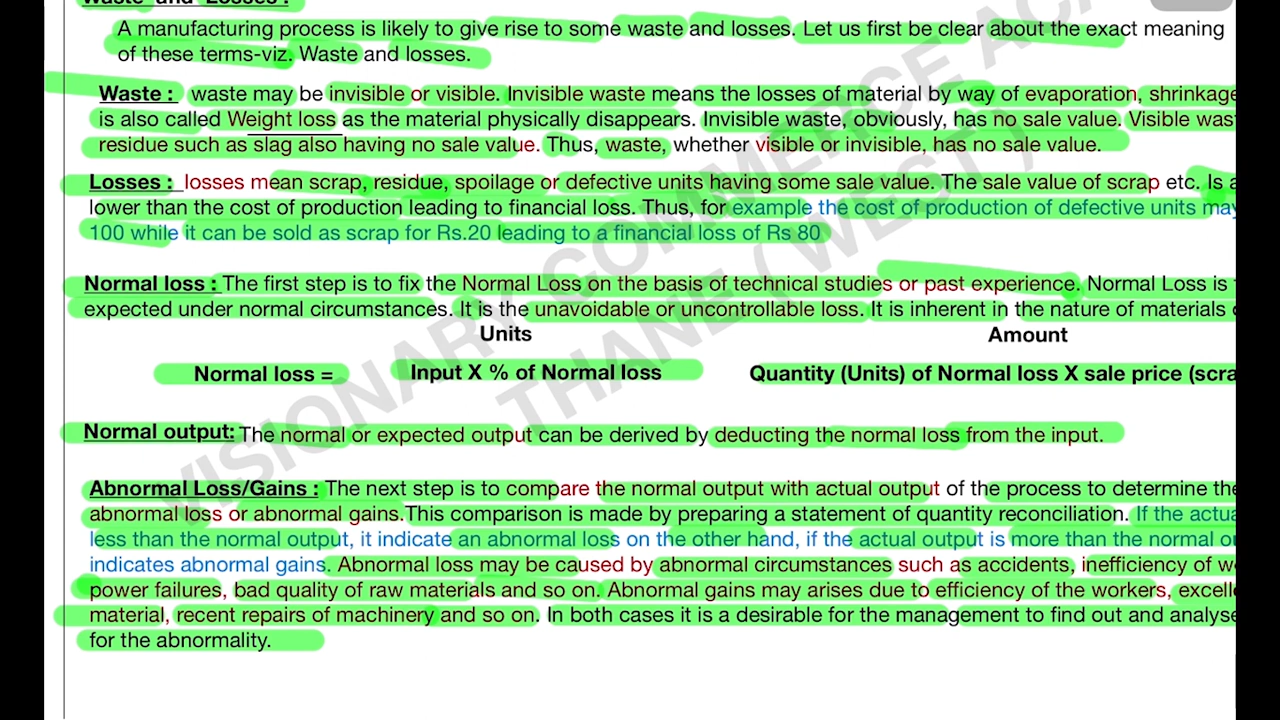 Waste and Losses :
A manufacturing process is likely to give rise to some waste and losses. Let us first be clear about the exact meaning
of these terms-viz. Waste and losses.
Waste : waste may be invisible or visible. Invisible waste means the losses of material by way of evaporation, shrinkage
is also called Weight loss as the material physically disappears. Invisible waste, obviously, has no sale value. Visible was
residue such as slag also having no sale value. Thus, waste, whether visible or invisible, has no sale value.
Losses : losses mean scrap, residue, spoilage or defective units having some sale value. The sale value of scrap etc. Is a
lower than the cost of production leading to financial loss. Thus, for example the cost of production of defective units may
100 while it can be sold as scrap for Rs.20 leading to a financial loss of Rs 80
Normal loss : The first step is to fix the Normal Loss on the basis of technical studies or past experience. Normal Loss is
expected under normal circumstances. It is the unavoidable or uncontrollable loss. It is inherent in the nature of materials
Units Amount
Normal loss = Input X % of Normal loss Quantity (Units) of Normal loss X sale price (scra
Normal output: The normal or expected output can be derived by deducting the normal loss from the input.
Abnormal Loss/Gains : The next step is to compare the normal output with actual output of the process to determine the
abnormal loss or abnormal gains.This comparison is made by preparing a statement of quantity reconciliation. If the actua
less than the normal output, it indicate an abnormal loss on the other hand, if the actual output is more than the normal o
indicates abnormal gains. Abnormal loss may be caused by abnormal circumstances such as accidents, inefficiency of w
power failures, bad quality of raw materials and so on. Abnormal gains may arises due to efficiency of the workers, excell
material, recent repairs of machinery and so on. In both cases it is a desirable for the management to find out and analyse
for the abnormality.
VISIONARY COMMERCE ACA
THANE ( WEST )